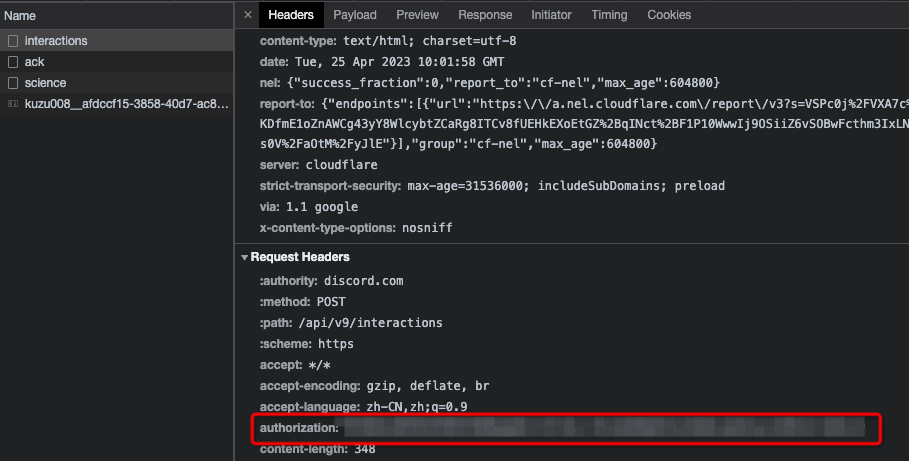 Name
interactions
ack
science
kuzu008__afdccf15-3858-40d7-ac8...
× Headers Payload Preview Response Initiator Timing Cookies
content-type: text/html; charset=utf-8
date: Tue, 25 Apr 2023 10:01:58 GMT
nel: {"success_fraction":0,"report_to":"cf-nel","max_age":604800}
report-to: {"endpoints":[{"url":"https:\/\/a.nel.cloudflare.com\/report\/v3?s=VSPc0j%2FVXA7c%
KDfmE1oZnAWCg43yY8WlcybtZCaRg8ITCv8fUEHkEXoEtGZ%2BqINct%2BF1P10WwwIj9OSiiZ6vSOBwFcthm3IxLN
s0V%2FaOtM%2FyJlE"}],"group":"cf-nel","max_age":604800}
server: cloudflare
strict-transport-security: max-age=31536000; includeSubDomains; preload
via: 1.1 google
x-content-type-options: nosniff
Request Headers
:authority: discord.com
:method: POST
:path: /api/v9/interactions
:scheme: https
accept: */*
accept-encoding: gzip, deflate, br
accept-language: zh-CN,zh;q=0.9
authorization:
content-length: 348